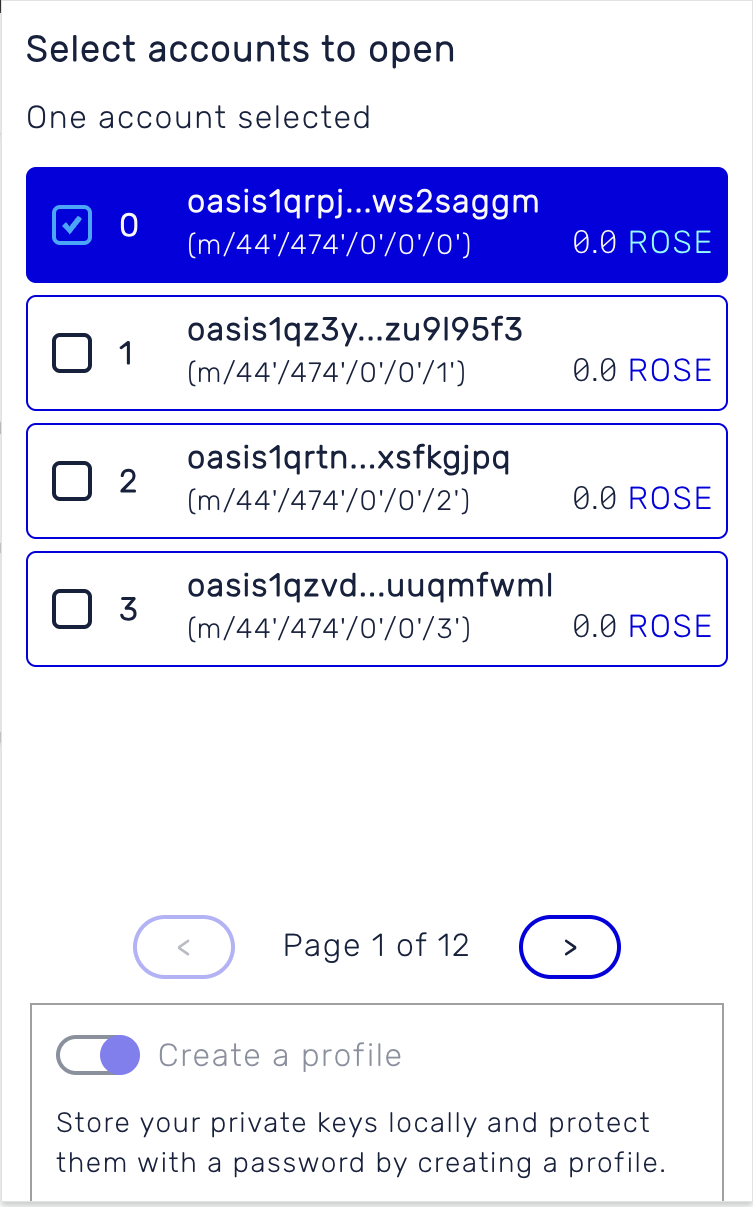 Select accounts to open
One account selected
0 oasis1qrpj...ws2saggm
(m/44'/474'/0'/0'/0') 0.0 ROSE
1 oasis1qz3y...zu9l95f3
(m/44'/474'/0'/0'/1') 0.0 ROSE
2 oasis1qrtn...xsfkgjpq
(m/44'/474'/0'/0'/2') 0.0 ROSE
3 oasis1qzvd...uuqmfwml
(m/44'/474'/0'/0'/3') 0.0 ROSE
< Page 1 of 12 >
Create a profile
Store your private keys locally and protect
them with a password by creating a profile.